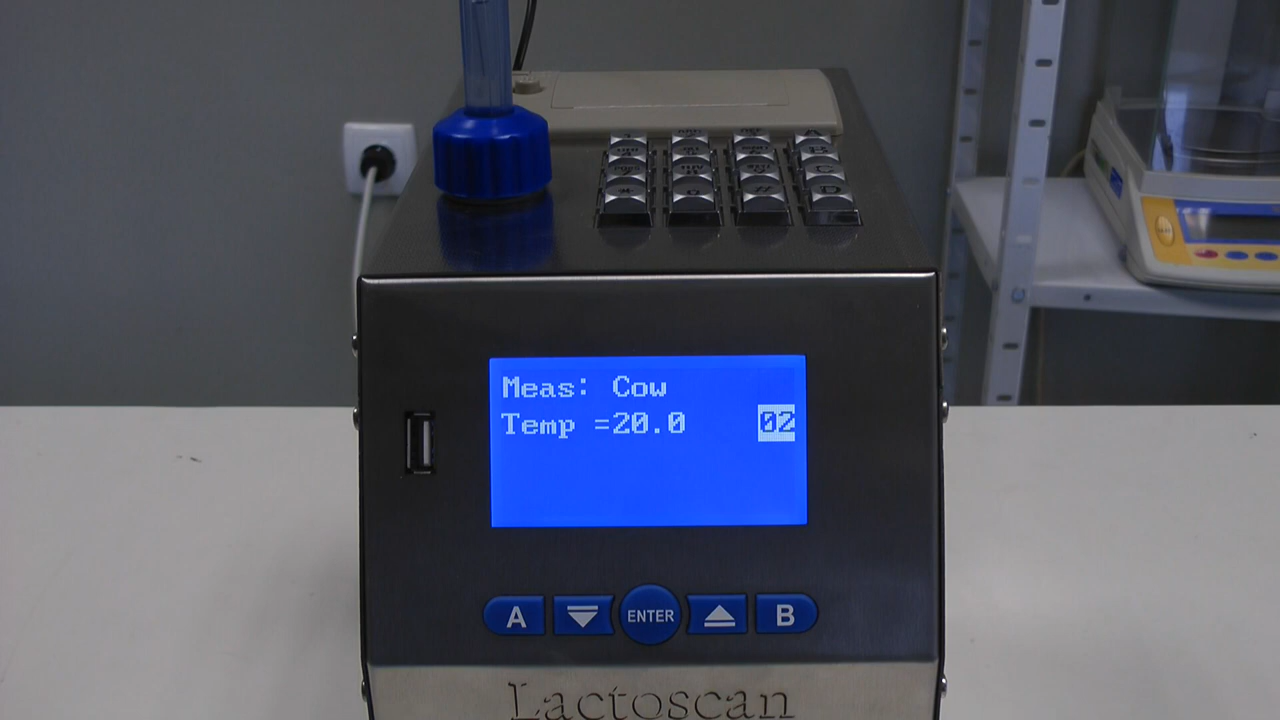 A
D
*
#
Meas: Cow
Temp =20.0 02
A ENTER B
Lactoscan